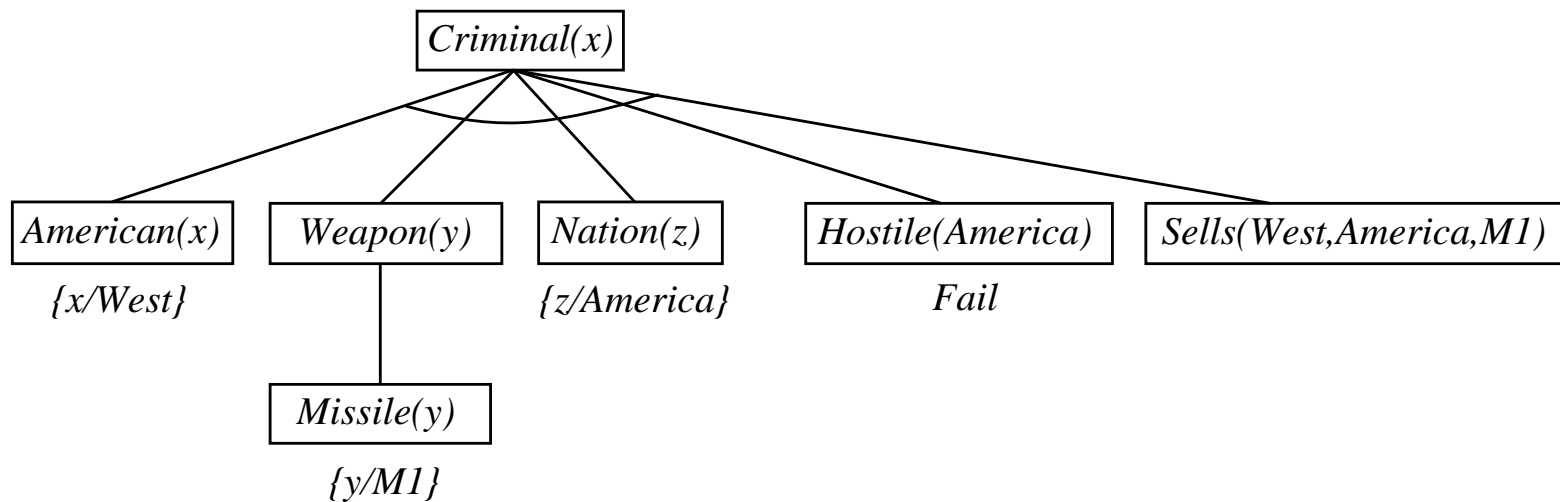 Criminal(x)
American(x) Weapon(y) Nation(z) Hostile(America) Sells(West,America,M1)
{x/West} {z/America} Fail
Missile(y)
{y/M1}